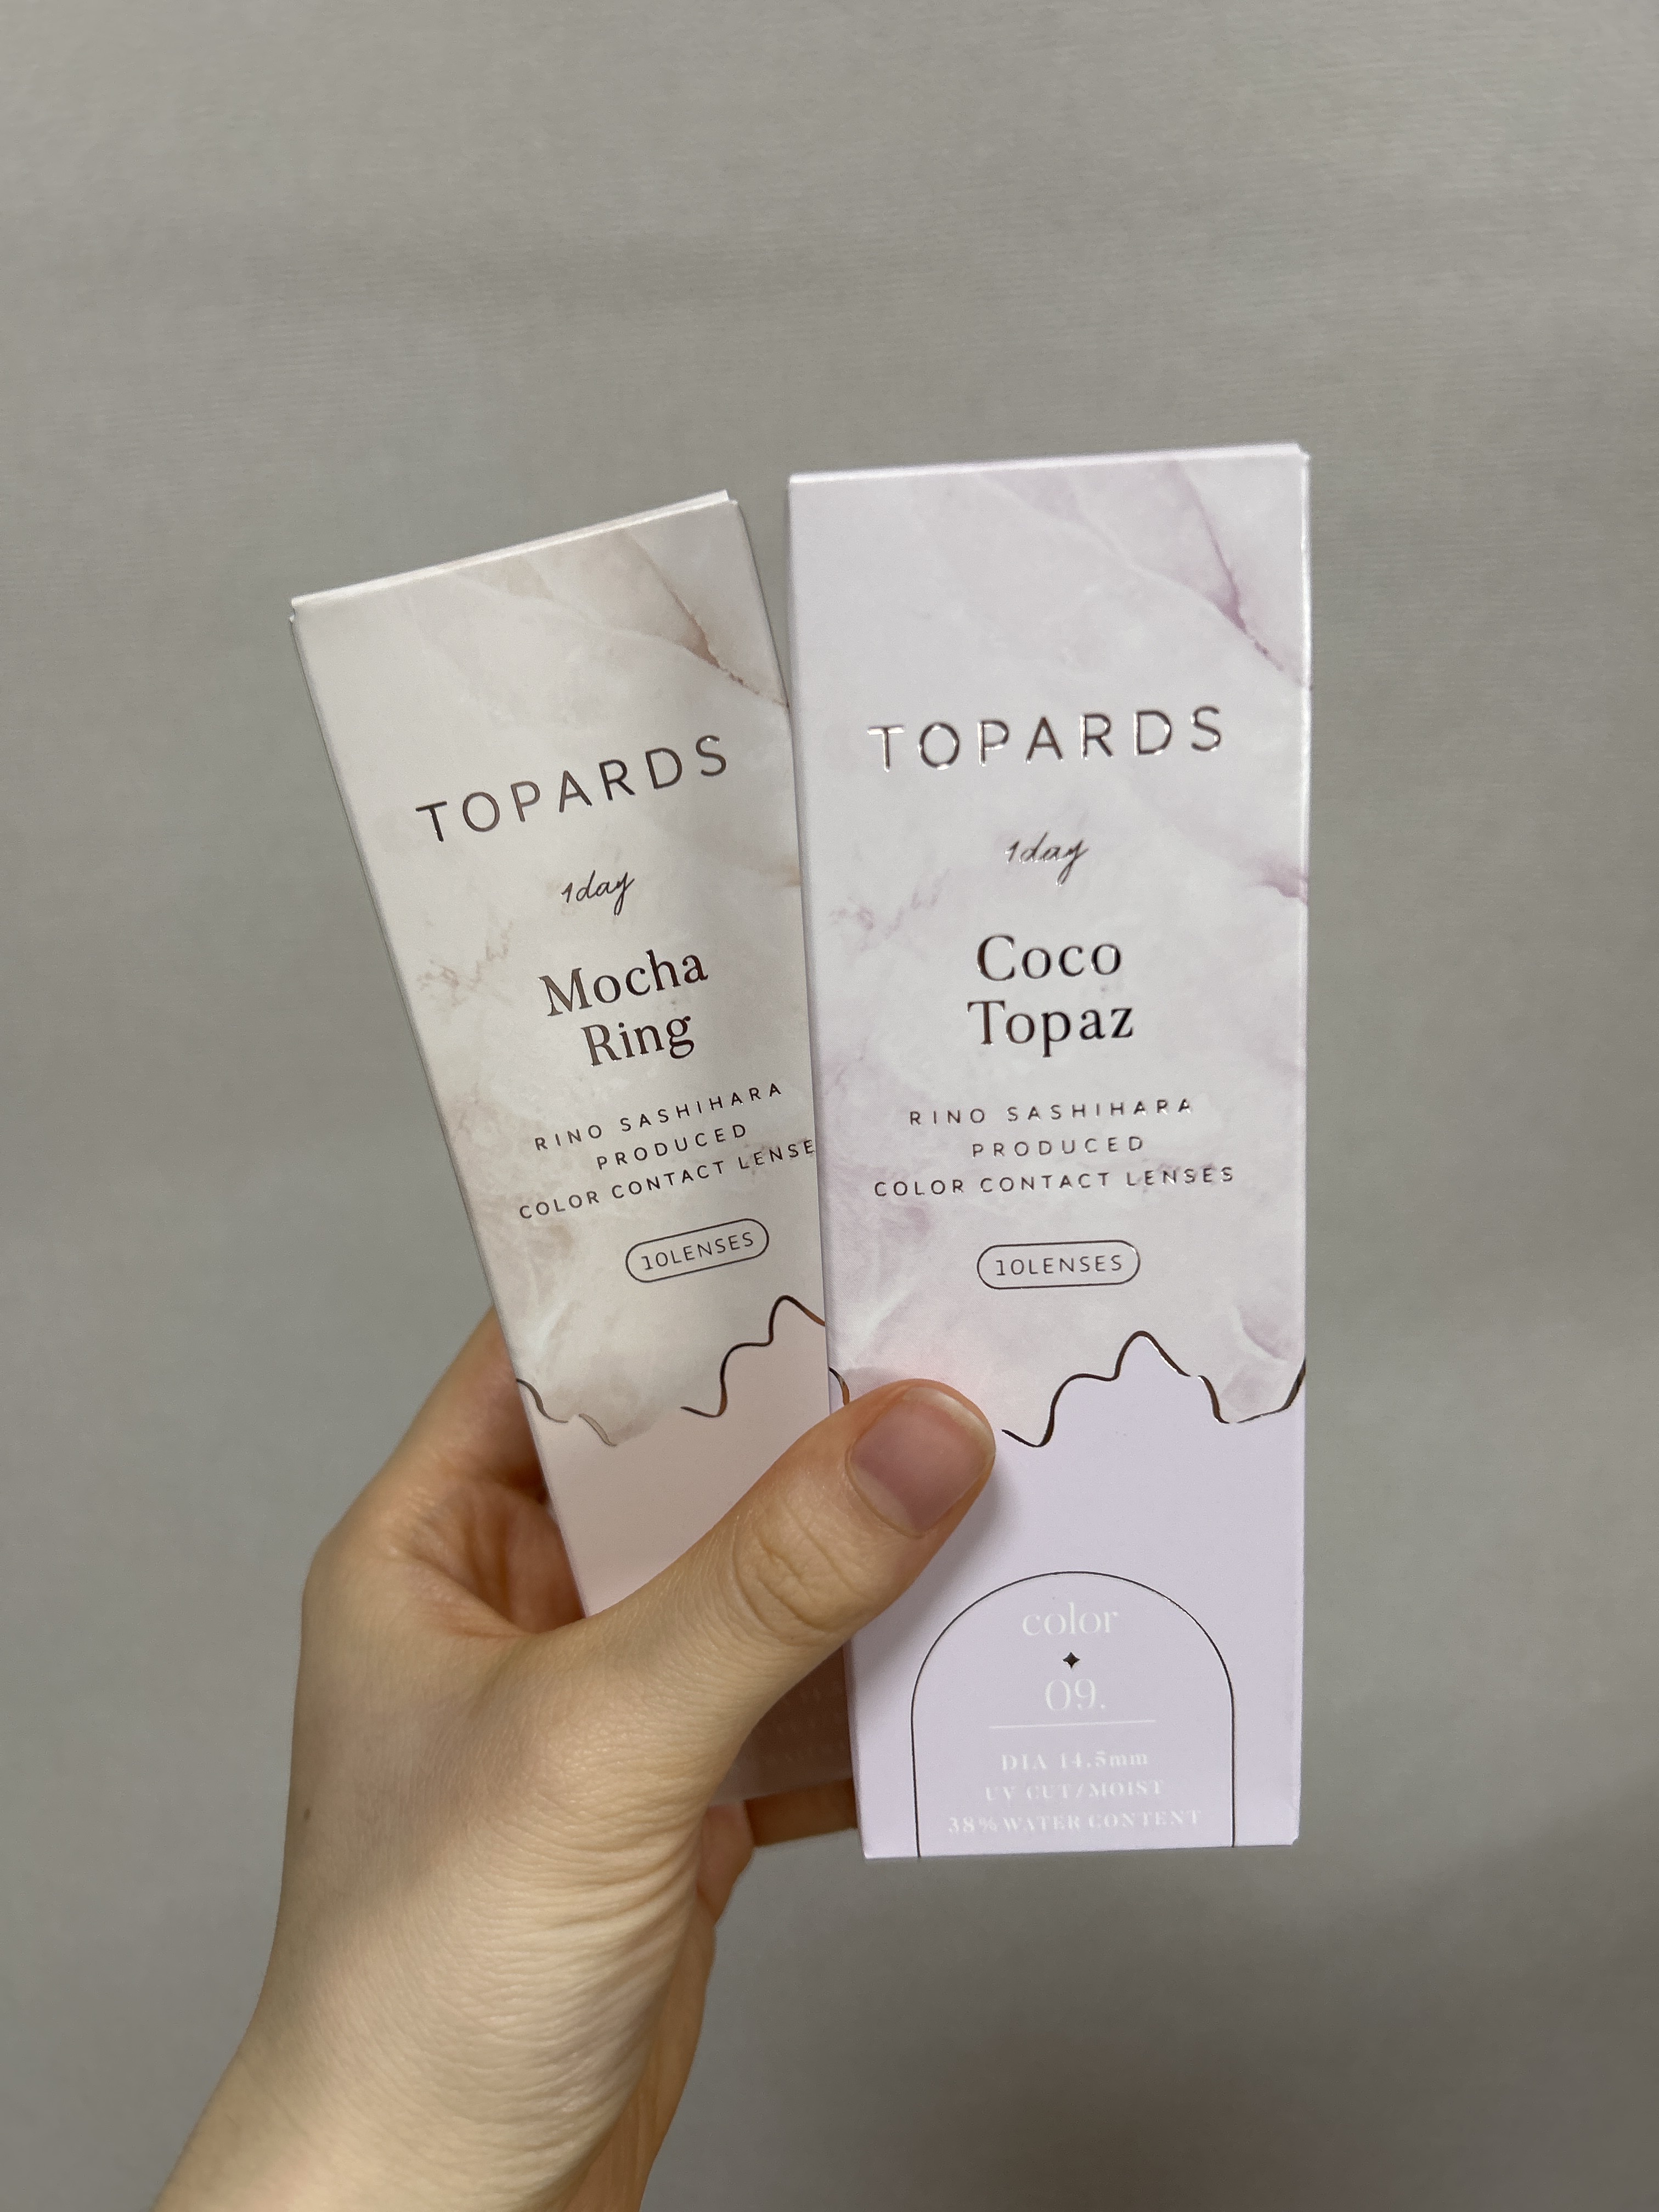 TOPARDS
1day
Mocha
Ring
RINO SASHIHARA
PRODUCED
COLOR CONTACT LENSE
10LENSES
TOPARDS
1day
Coco
Topaz
RINO SASHIHARA
PRODUCED
COLOR CONTACT LENSES
10LENSES
color
09.
DIA 14.5mm
UV CUT/MOIST
38% WATER CONTENT